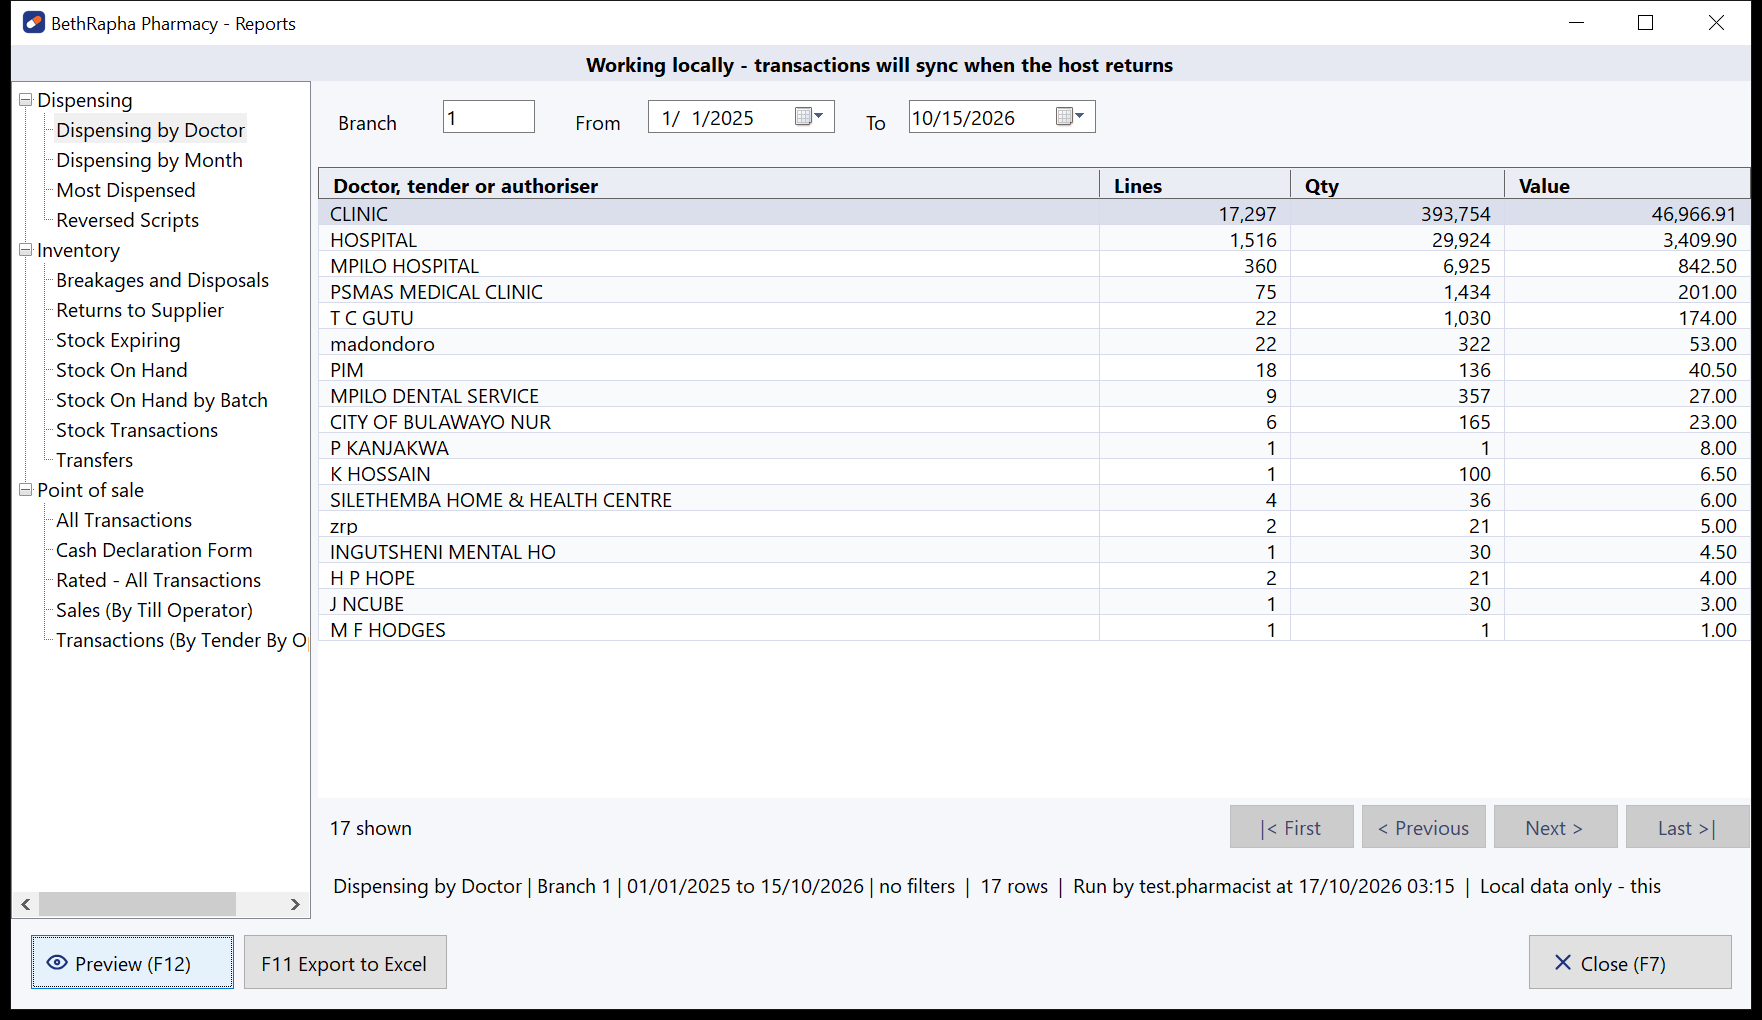 BethRapha Pharmacy - Reports
Working locally - transactions will sync when the host returns
Dispensing
Dispensing by Doctor
Dispensing by Month
Most Dispensed
Reversed Scripts
Inventory
Breakages and Disposals
Returns to Supplier
Stock Expiring
Stock On Hand
Stock On Hand by Batch
Stock Transactions
Transfers
Point of sale
All Transactions
Cash Declaration Form
Rated - All Transactions
Sales (By Till Operator)
Transactions (By Tender By O
Branch 1 From 1/ 1/2025 To 10/15/2026
Doctor, tender or authoriser Lines Qty Value
CLINIC 17,297 393,754 46,966.91
HOSPITAL 1,516 29,924 3,409.90
MPILO HOSPITAL 360 6,925 842.50
PSMAS MEDICAL CLINIC 75 1,434 201.00
T C GUTU 22 1,030 174.00
madondoro 22 322 53.00
PIM 18 136 40.50
MPILO DENTAL SERVICE 9 357 27.00
CITY OF BULAWAYO NUR 6 165 23.00
P KANJAKWA 1 1 8.00
K HOSSAIN 1 100 6.50
SILETHEMBA HOME & HEALTH CENTRE 4 36 6.00
zrp 2 21 5.00
INGUTSHENI MENTAL HO 1 30 4.50
H P HOPE 2 21 4.00
J NCUBE 1 30 3.00
M F HODGES 1 1 1.00
17 shown |< First < Previous Next > Last >|
Dispensing by Doctor | Branch 1 | 01/01/2025 to 15/10/2026 | no filters | 17 rows | Run by test.pharmacist at 17/10/2026 03:15 | Local data only - this
Preview (F12) F11 Export to Excel Close (F7)